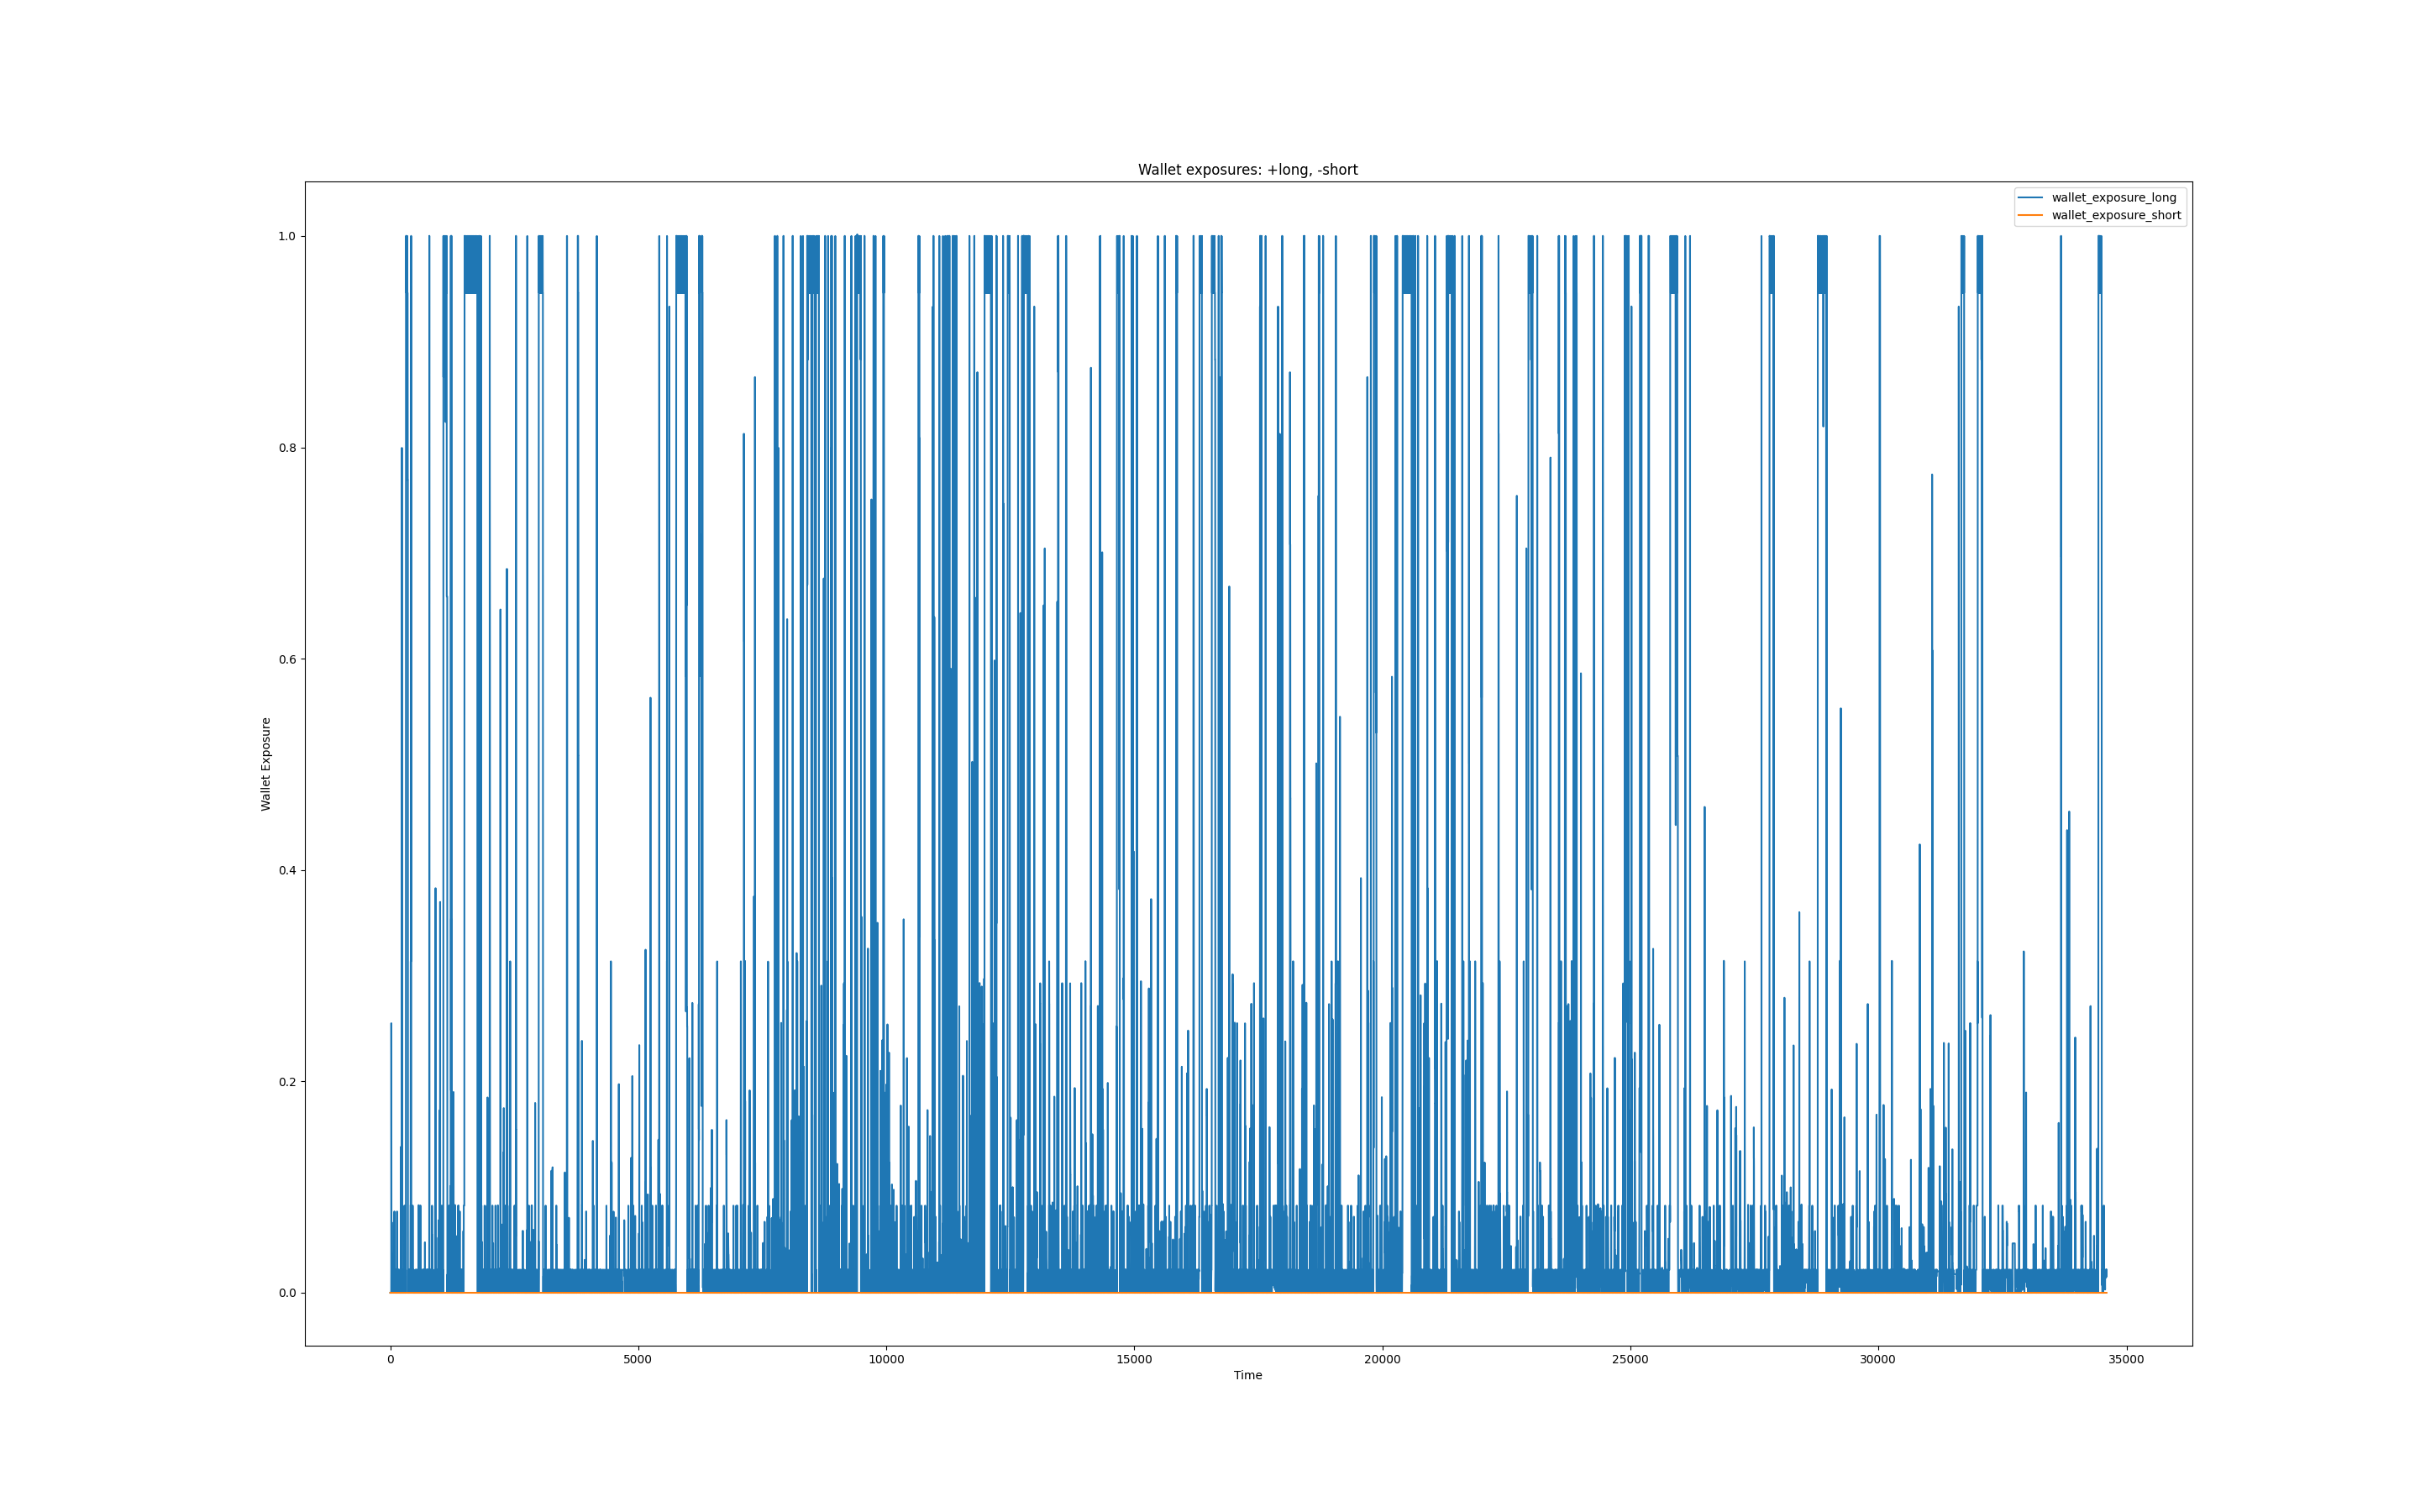 Wallet exposures: +long, -short
wallet_exposure_long
wallet_exposure_short
1.0
0.8
0.6
0.4
0.2
0.0
Wallet Exposure
0 5000 10000 15000 20000 25000 30000 35000
Time